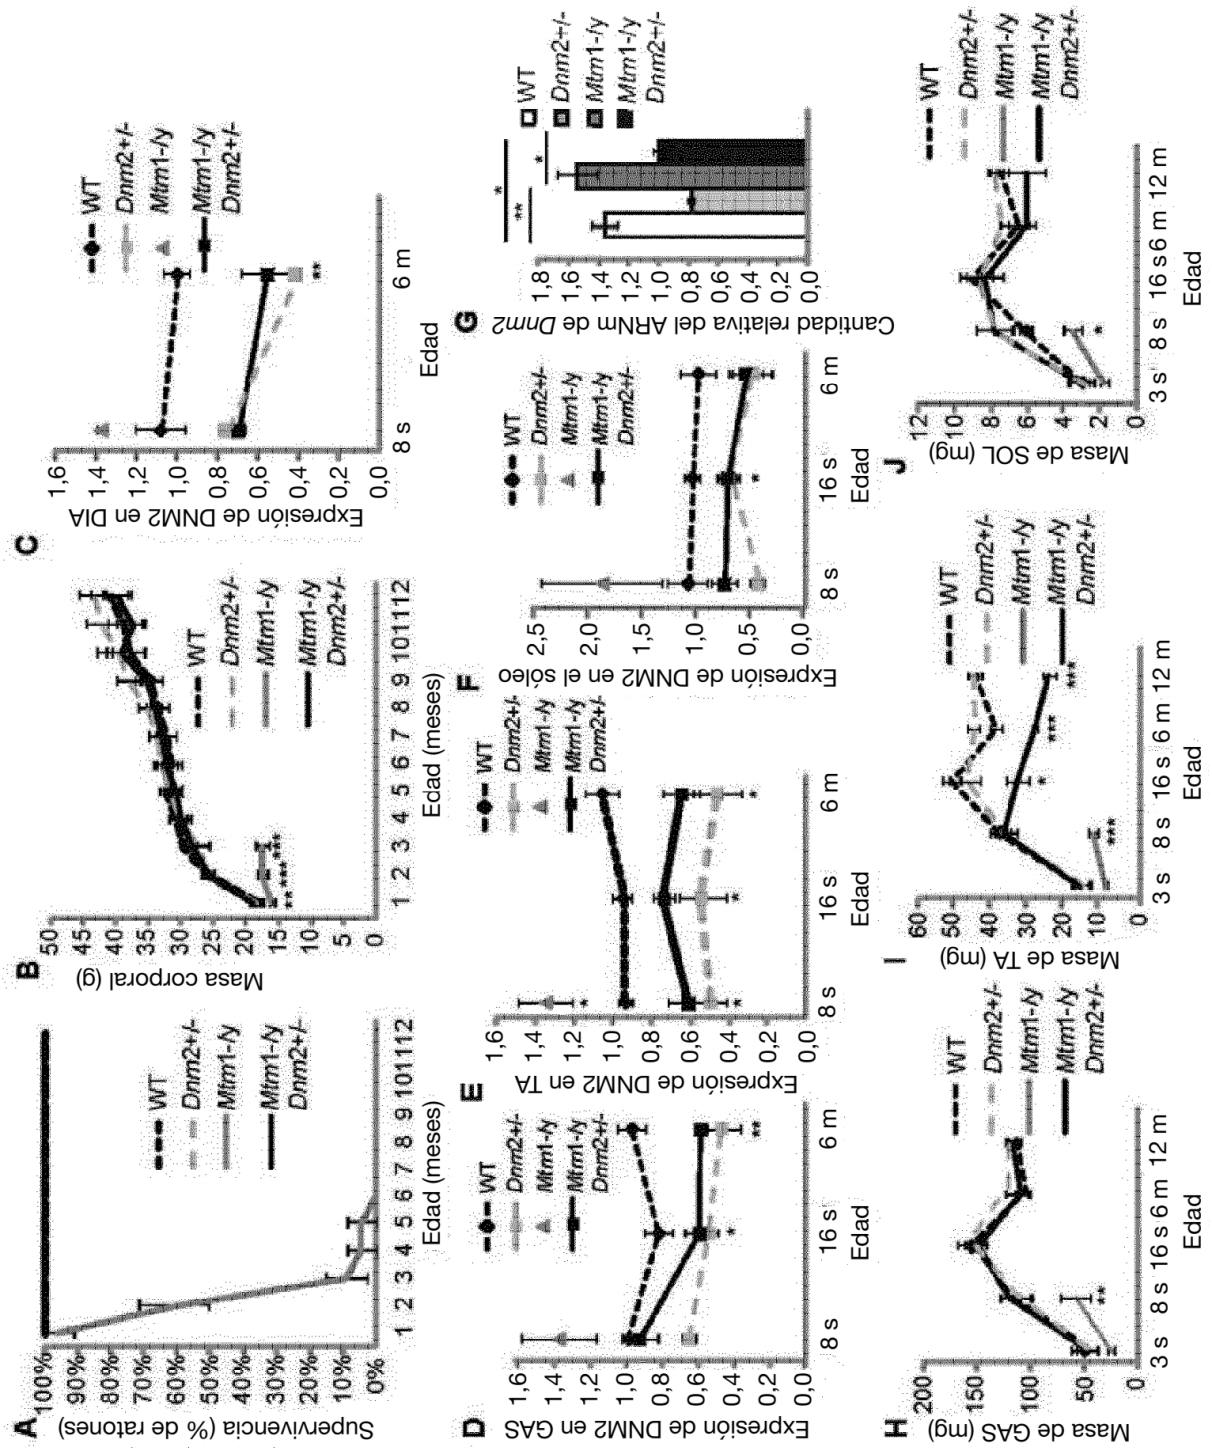 A
Supervivencia (% de ratones)
100%
90%
80%
70%
60%
50%
40%
30%
20%
10%
0%
1 2 3 4 5 6 7 8 9 10 11 12
Edad (meses)
WT
Dnm2+/-
Mtm1-/y
Mtm1-/y
Dnm2+/-
B
Masa corporal (g)
50
45
40
35
30
25
20
15
10
5
0
** *** ***
1 2 3 4 5 6 7 8 9 10 11 12
Edad (meses)
WT
Dnm2+/-
Mtm1-/y
Mtm1-/y
Dnm2+/-
C
Expresión de DNM2 en DIA
1,6
1,4
1,2
1,0
0,8
0,6
0,4
0,2
0,0
**
8 s 6 m
Edad
WT
Dnm2+/-
Mtm1-/y
Mtm1-/y
Dnm2+/-
D
Expresión de DNM2 en GAS
1,6
1,4
1,2
1,0
0,8
0,6
0,4
0,2
0,0
* **
8 s 16 s 6 m
Edad
WT
Dnm2+/-
Mtm1-/y
Mtm1-/y
Dnm2+/-
E
Expresión de DNM2 en TA
1,6
1,4
1,2
1,0
0,8
0,6
0,4
0,2
0,0
*
* * *
8 s 16 s 6 m
Edad
WT
Dnm2+/-
Mtm1-/y
Mtm1-/y
Dnm2+/-
F
Expresión de DNM2 en el sóleo
2,5
2,0
1,5
1,0
0,5
0,0
*
8 s 16 s 6 m
Edad
WT
Dnm2+/-
Mtm1-/y
Mtm1-/y
Dnm2+/-
G
Cantidad relativa del ARNm de Dnm2
1,8
1,6
1,4
1,2
1,0
0,8
0,6
0,4
0,2
0,0
*
**
*
WT
Dnm2+/-
Mtm1-/y
Mtm1-/y
Dnm2+/-
H
Masa de GAS (mg)
200
150
100
50
0
**
3 s 8 s 16 s 6 m 12 m
Edad
WT
Dnm2+/-
Mtm1-/y
Mtm1-/y
Dnm2+/-
I
Masa de TA (mg)
60
50
40
30
20
10
0
*** * *** ***
3 s 8 s 16 s 6 m 12 m
Edad
WT
Dnm2+/-
Mtm1-/y
Mtm1-/y
Dnm2+/-
J
Masa de SOL (mg)
12
10
8
6
4
2
0
*
3 s 8 s 16 s 6 m 12 m
Edad
WT
Dnm2+/-
Mtm1-/y
Mtm1-/y
Dnm2+/-